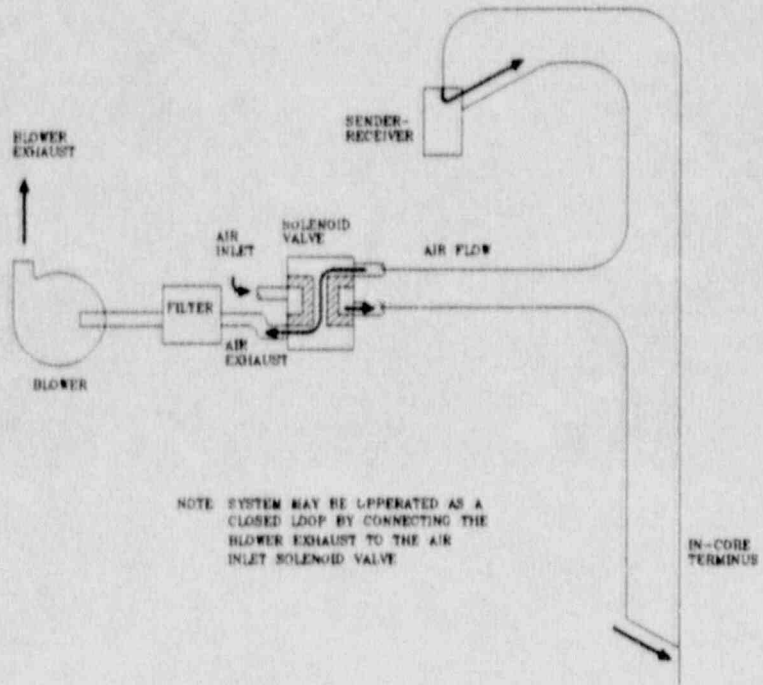 SENDER-
RECEIVER
BLOWER
EXHAUST
SOLENOID
VALVE
AIR
INLET
AIR FLOW
FILTER
AIR
EXHAUST
BLOWER
NOTE SYSTEM MAY BE OPPERATED AS A
CLOSED LOOP BY CONNECTING THE
BLOWER EXHAUST TO THE AIR
INLET SOLENOID VALVE
IN-CORE
TERMINUS